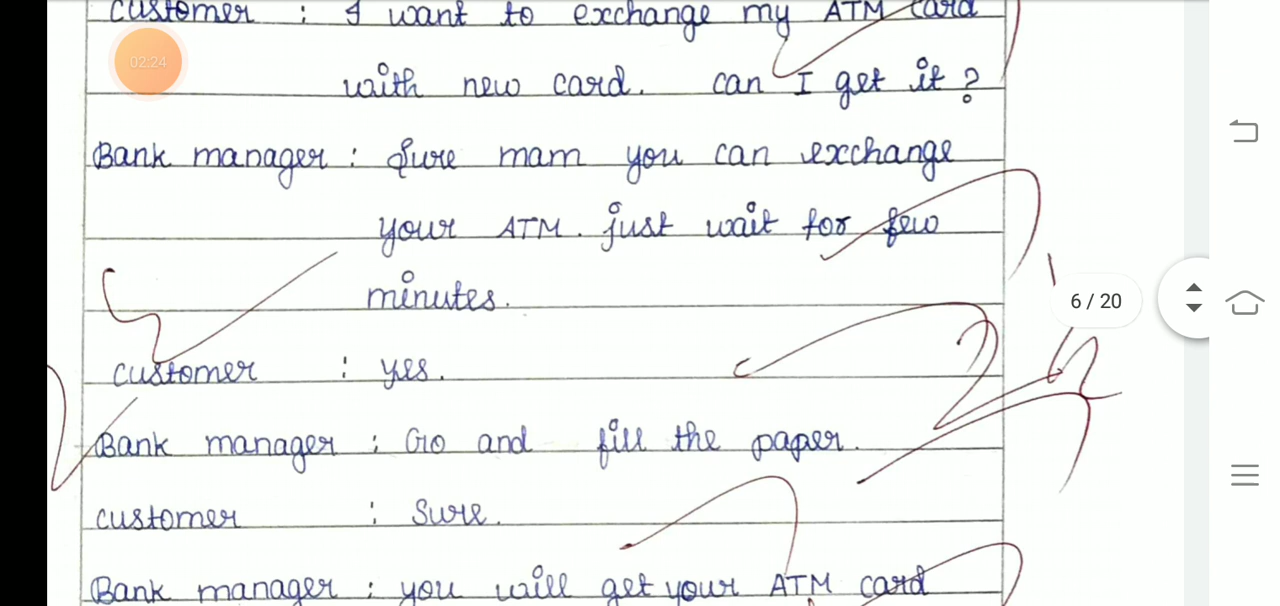 customer : I want to exchange my ATM card
02:24
with new card. can I get it ?
Bank manager : Sure mam you can exchange
your ATM. just wait for few
minutes.
6 / 20
customer : yes.
Bank manager : Go and fill the paper.
customer : Sure.
Bank manager : you will get your ATM card